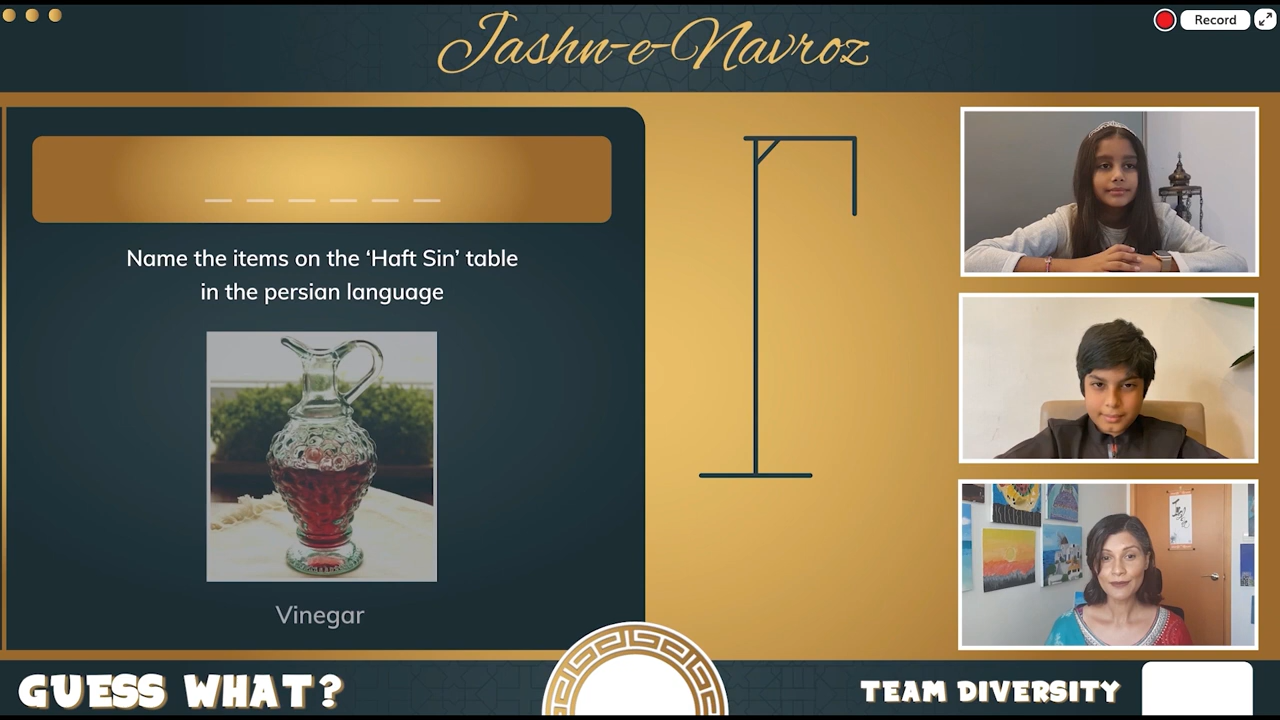 Record
Jashn-e-Navroz
Name the items on the ‘Haft Sin’ table
in the persian language
Vinegar
GUESS WHAT?
TEAM DIVERSITY